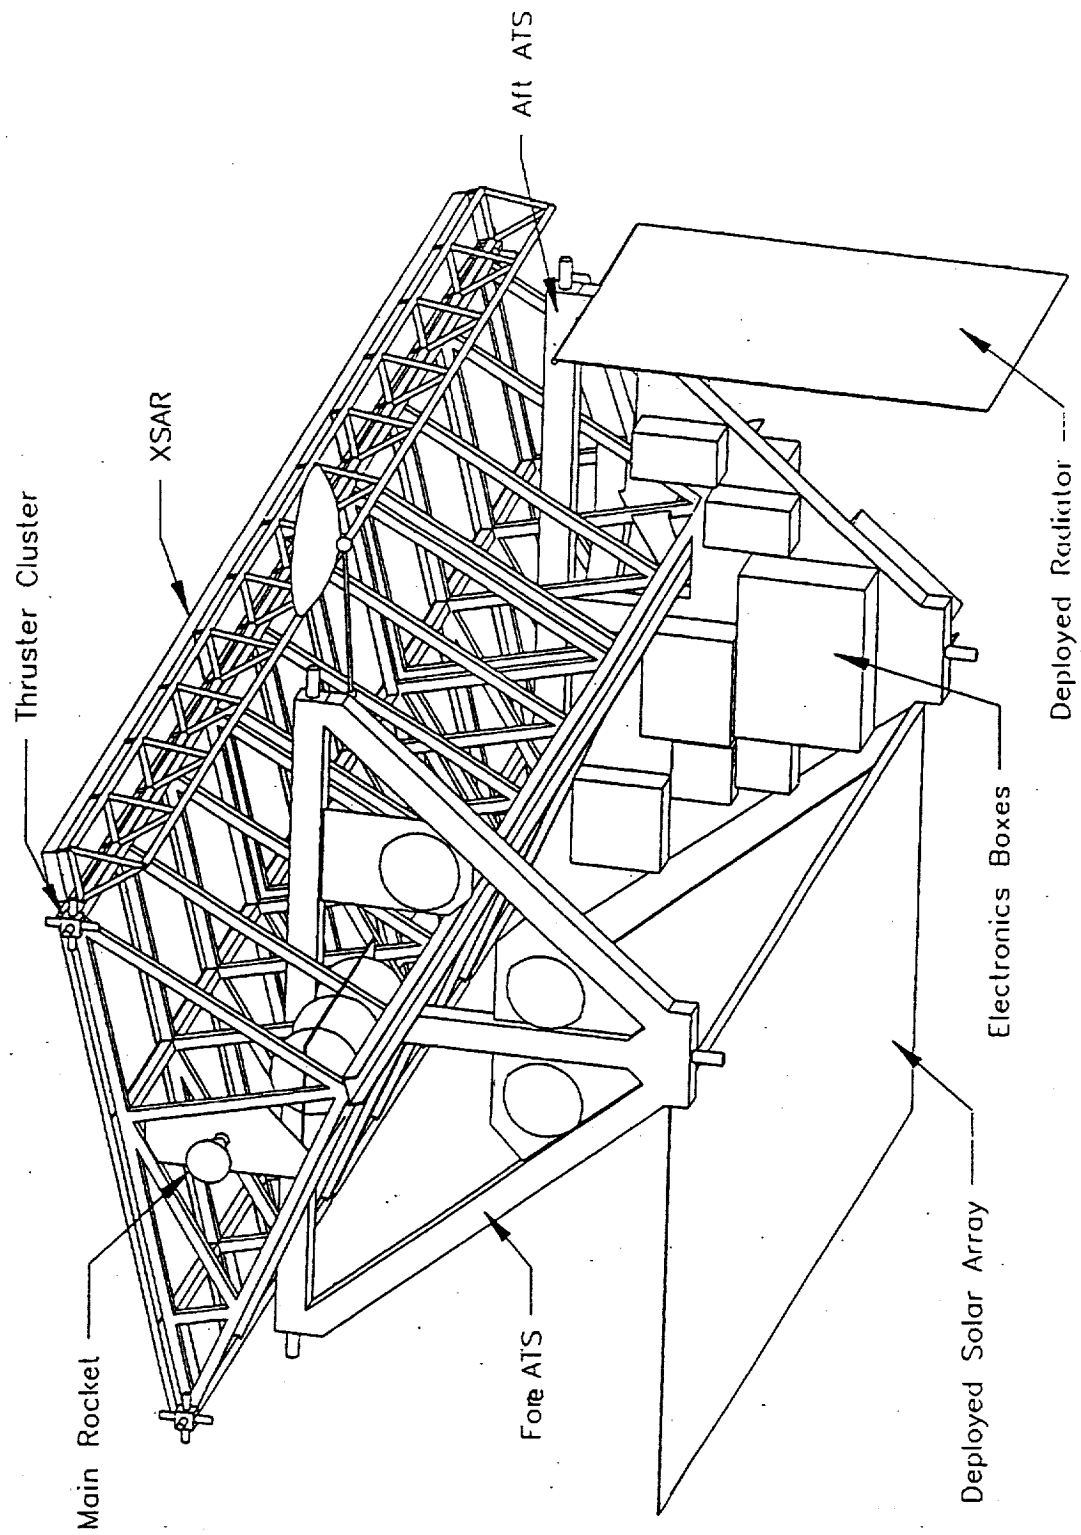 Main Rocket
Thruster Cluster
XSAR
Aft ATS
Fore ATS
Deployed Solar Array
Electronics Boxes
Deployed Radiator